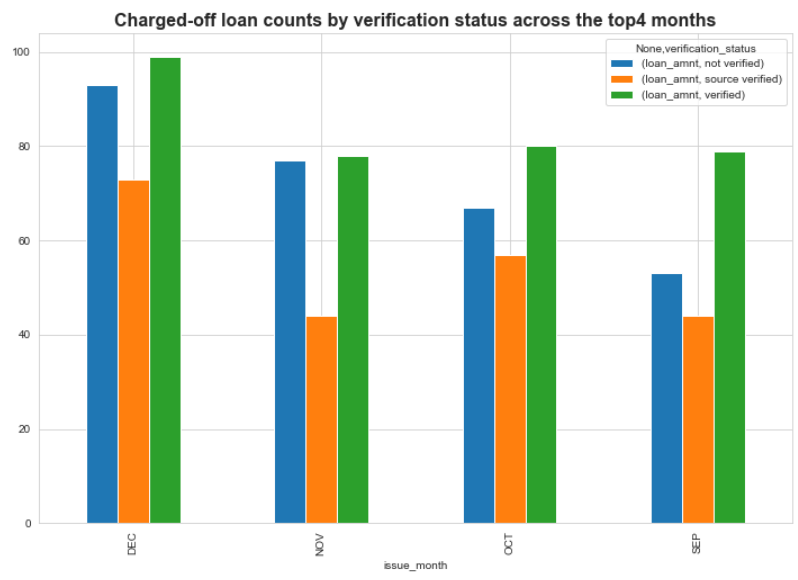 Charged-off loan counts by verification status across the top4 months
None,verification_status
(loan_amnt, not verified)
(loan_amnt, source verified)
(loan_amnt, verified)
100
80
60
40
20
0
DEC
NOV
OCT
SEP
issue_month